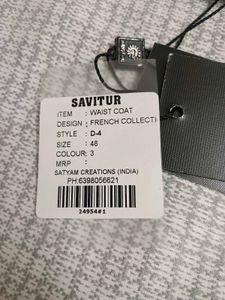 SAVITUR
ITEM : WAIST COAT
DESIGN : FRENCH COLLECTI
STYLE : D-4
SIZE : 48
COLOUR : 3
MRP :
SATYAM CREATIONS (INDIA)
PH:6398056621
24954#1